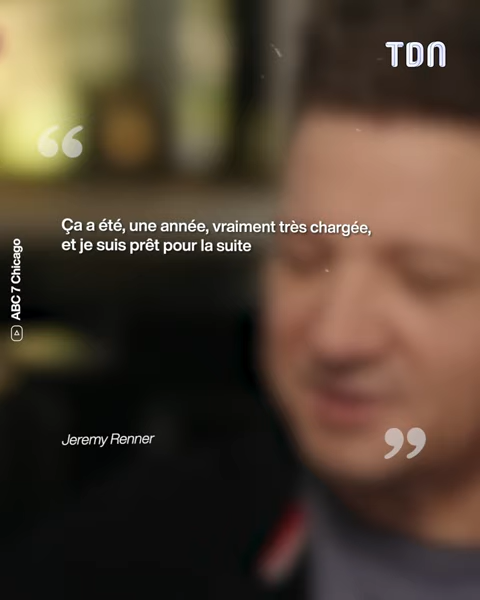 TDN
“
Ça a été, une année, vraiment très chargée,
et je suis prêt pour la suite
ABC 7 Chicago
Jeremy Renner
”